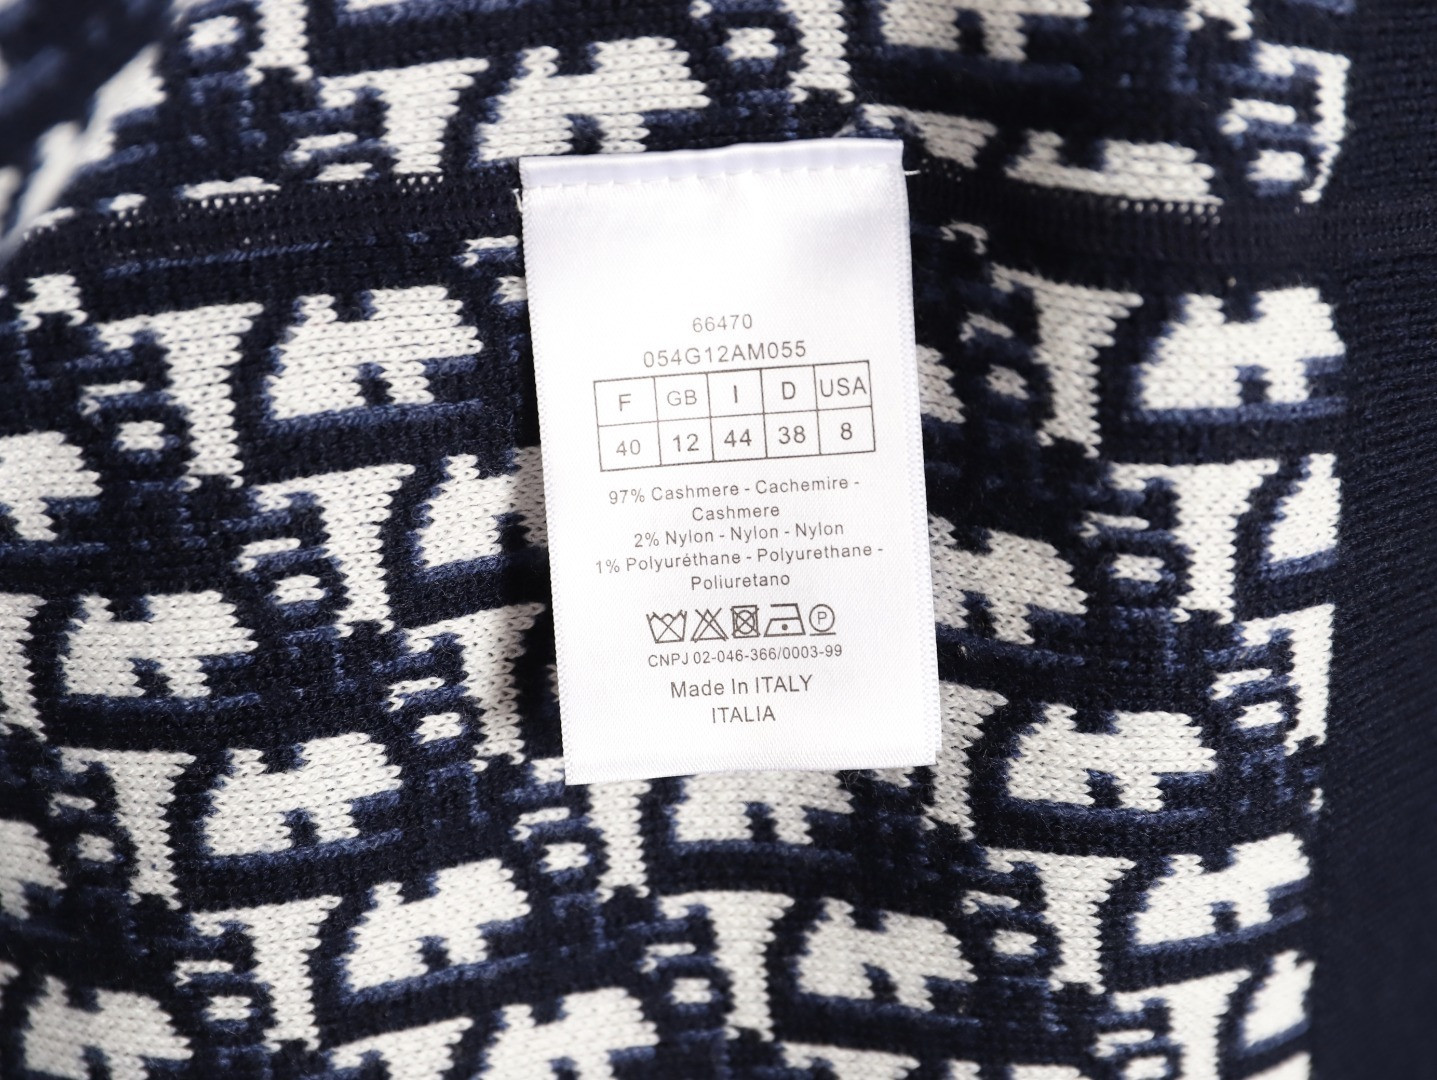 66470
054G12AM055
F GB I D USA
40 12 44 38 8
97% Cashmere - Cachemire -
Cashmere
2% Nylon - Nylon - Nylon
1% Polyuréthane - Polyurethane -
Poliuretano
P
CNPJ 02-046-366/0003-99
Made In ITALY
ITALIA